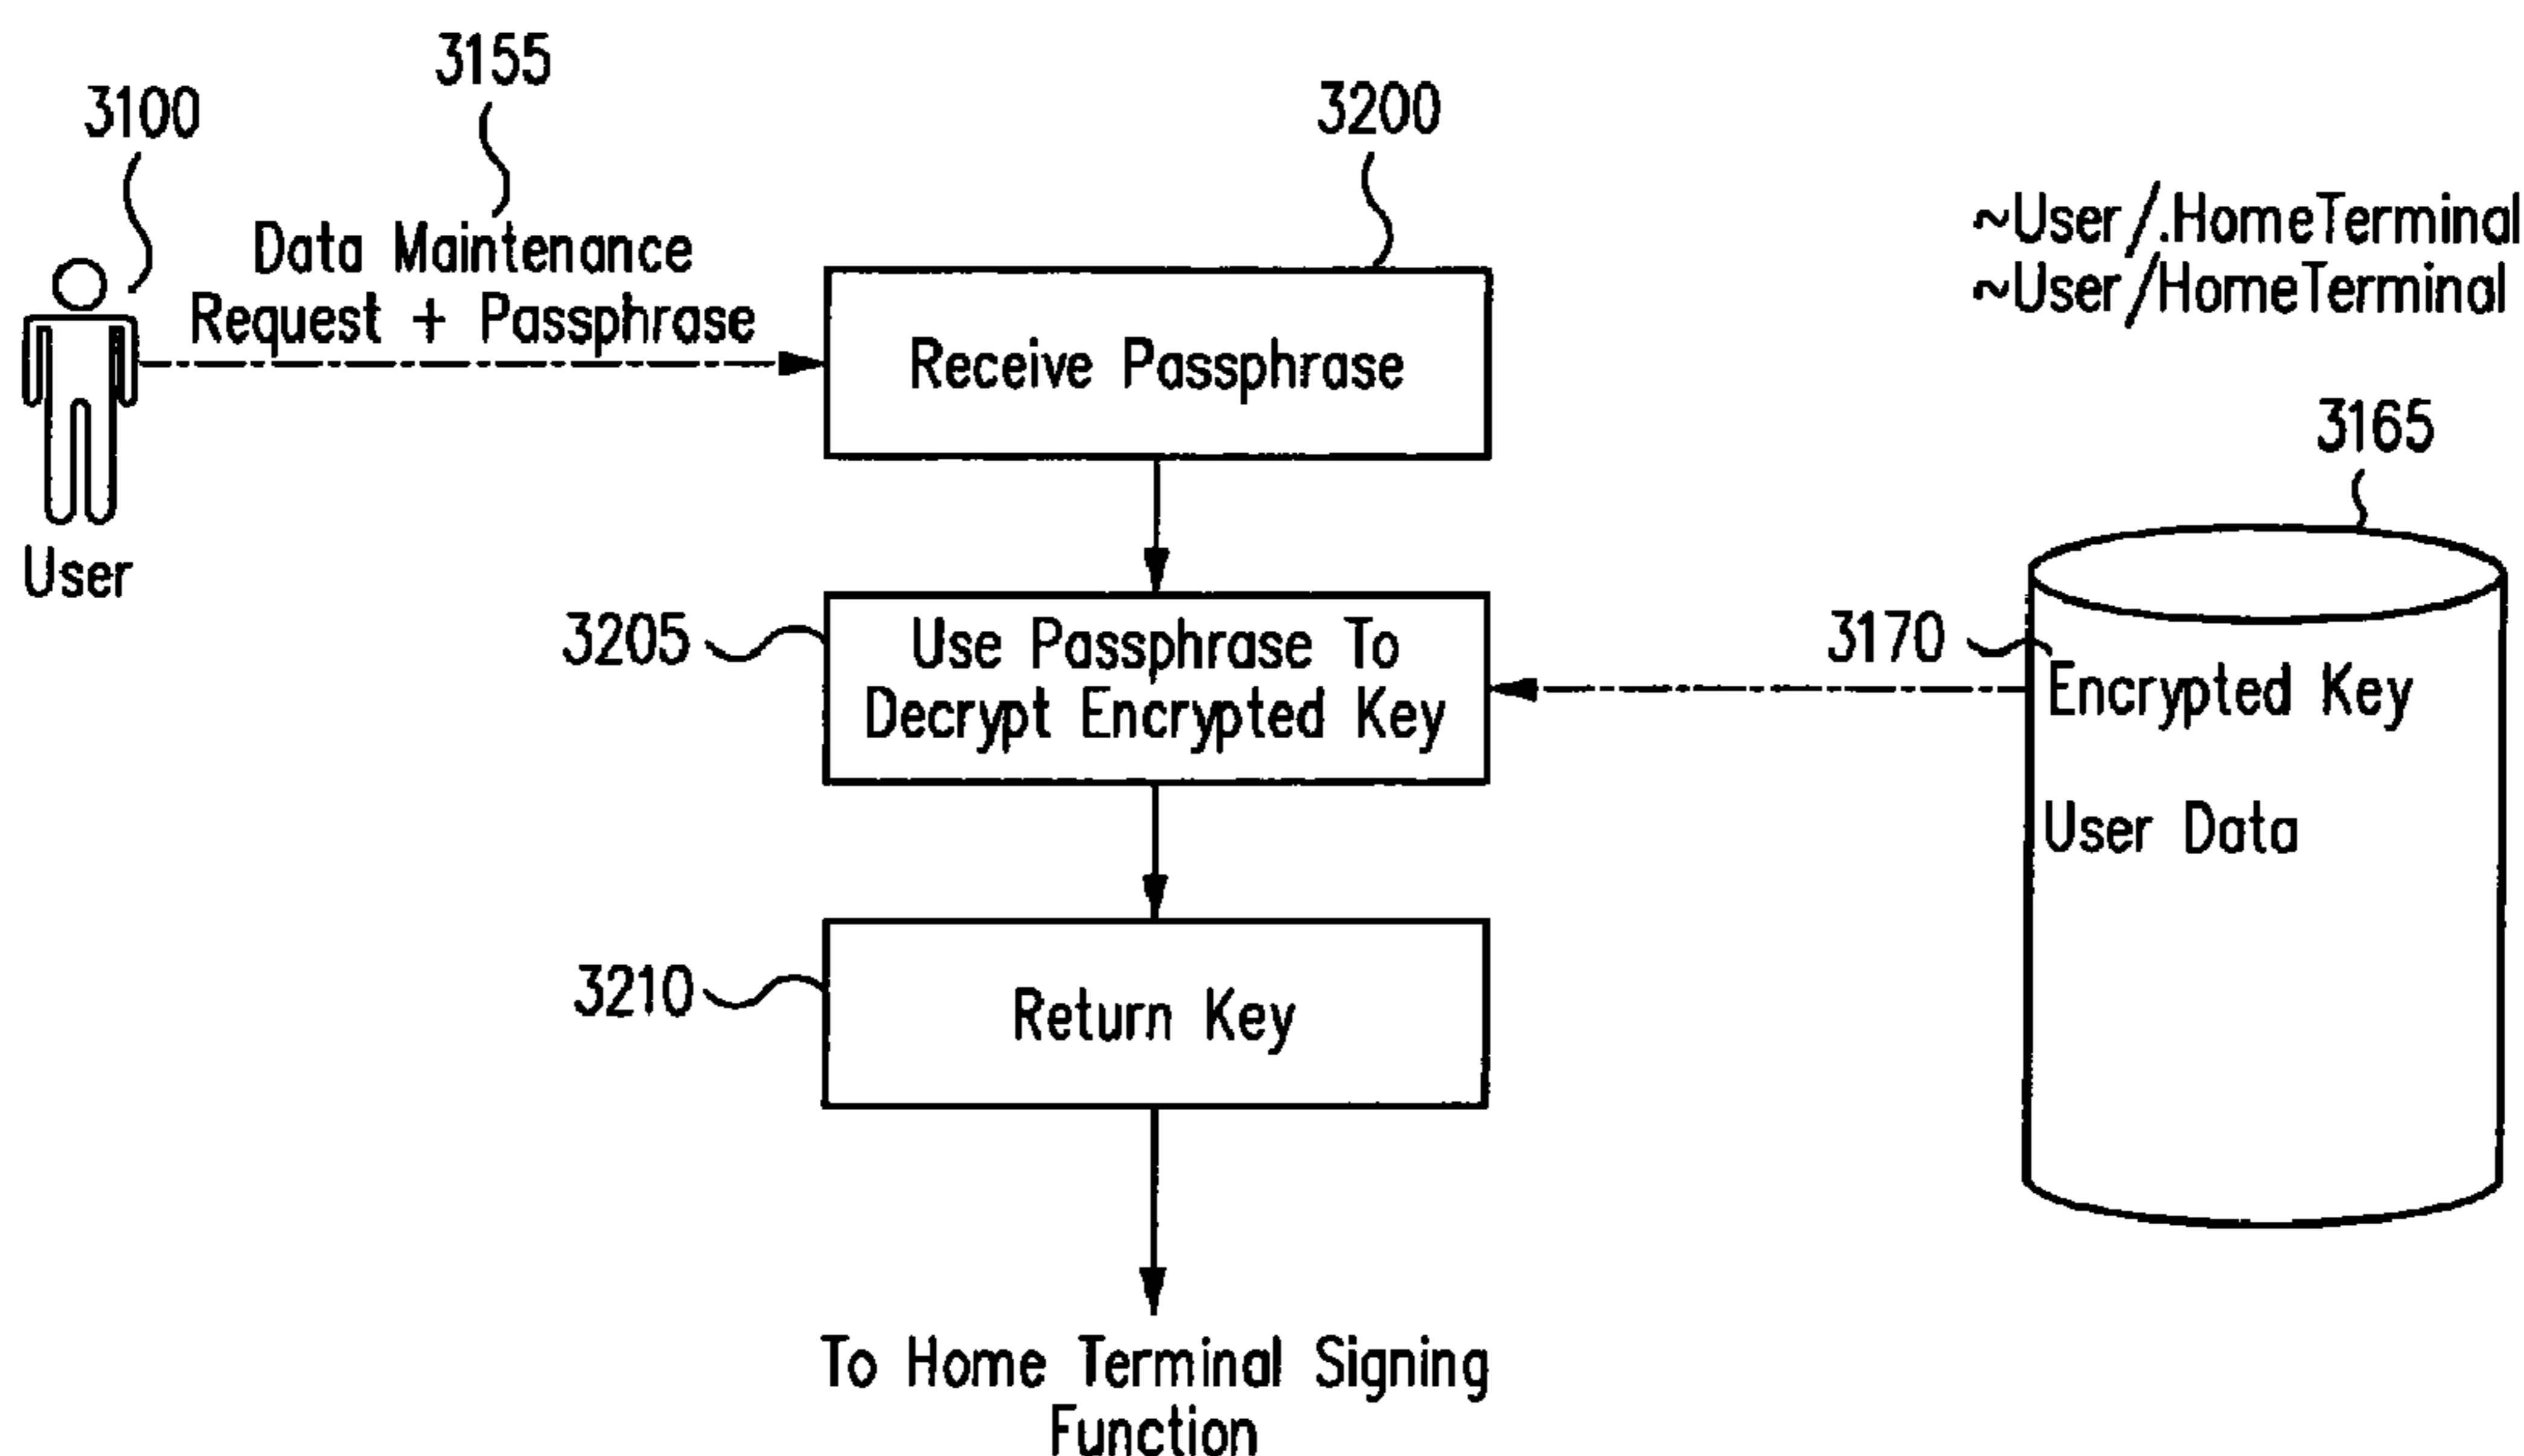 3155
3100
3200
Data Maintenance
Request + Passphrase
~User/.HomeTerminal
~User/HomeTerminal
Receive Passphrase
3165
User
3205
Use Passphrase To
Decrypt Encrypted Key
3170
Encrypted Key
User Data
3210
Return Key
To Home Terminal Signing
Function